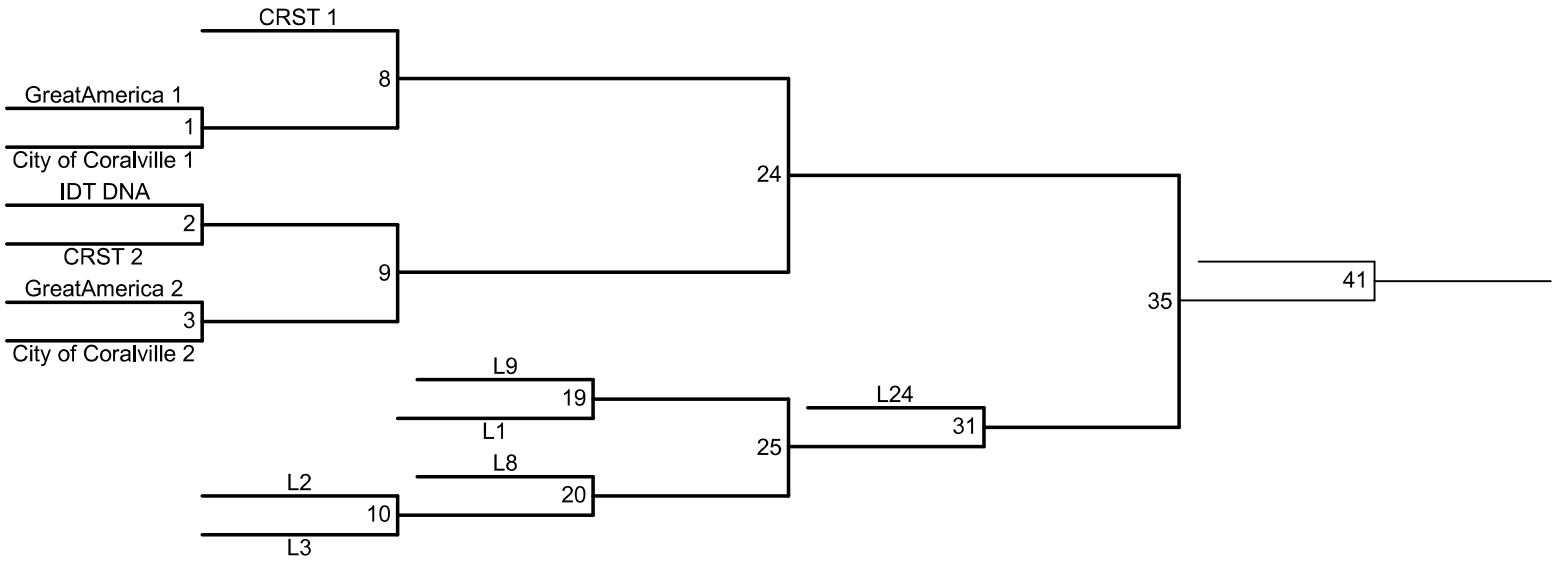 CRST 1
8
GreatAmerica 1
1
City of Coralville 1
24
IDT DNA
2
CRST 2
9
GreatAmerica 2
3
City of Coralville 2
41
35
L9
19
L1
L24
31
25
L8
20
L2
10
L3